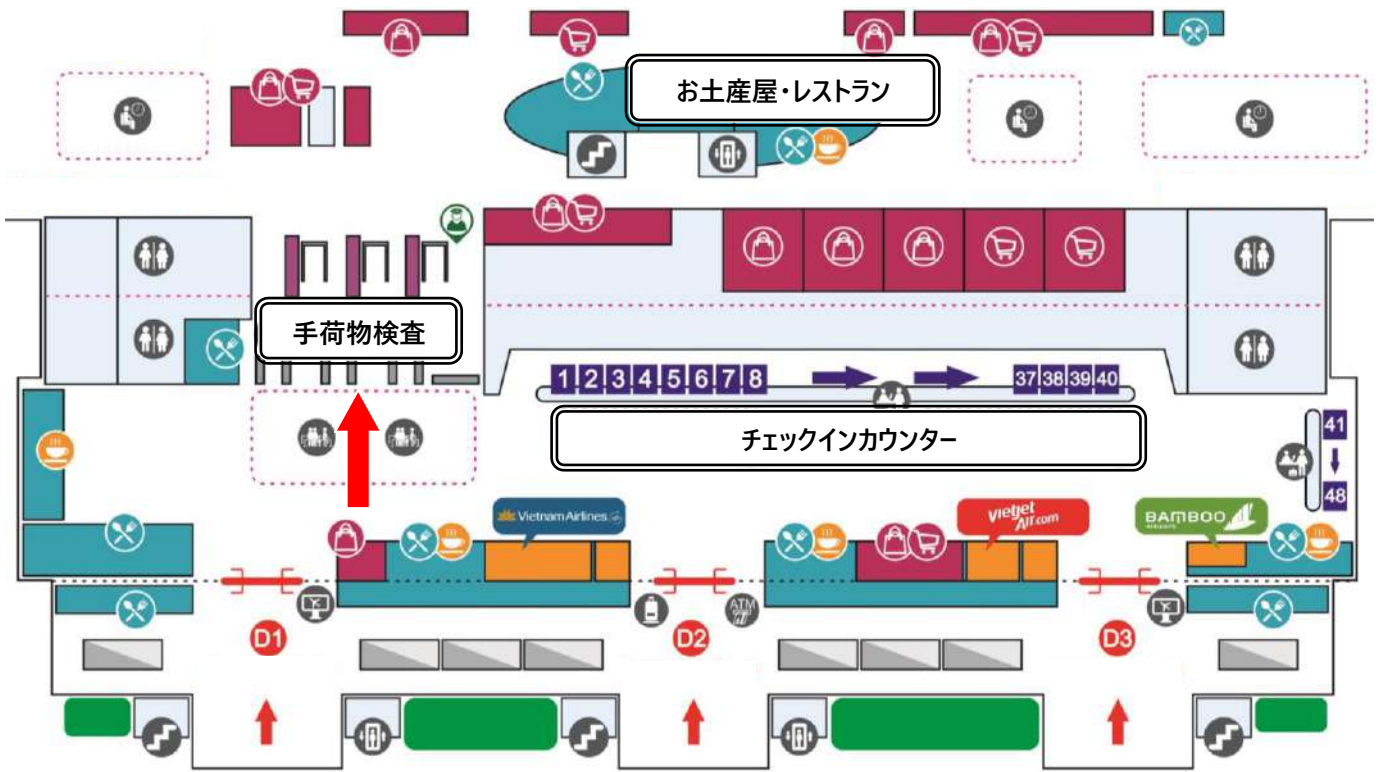 お土産屋・レストラン
手荷物検査
1 2 3 4 5 6 7 8
37 38 39 40
チェックインカウンター
41
48
Vietnam Airlines
vietjet Air.com
BAMBOO
AIRWAYS
ATM
D1
D2
D3